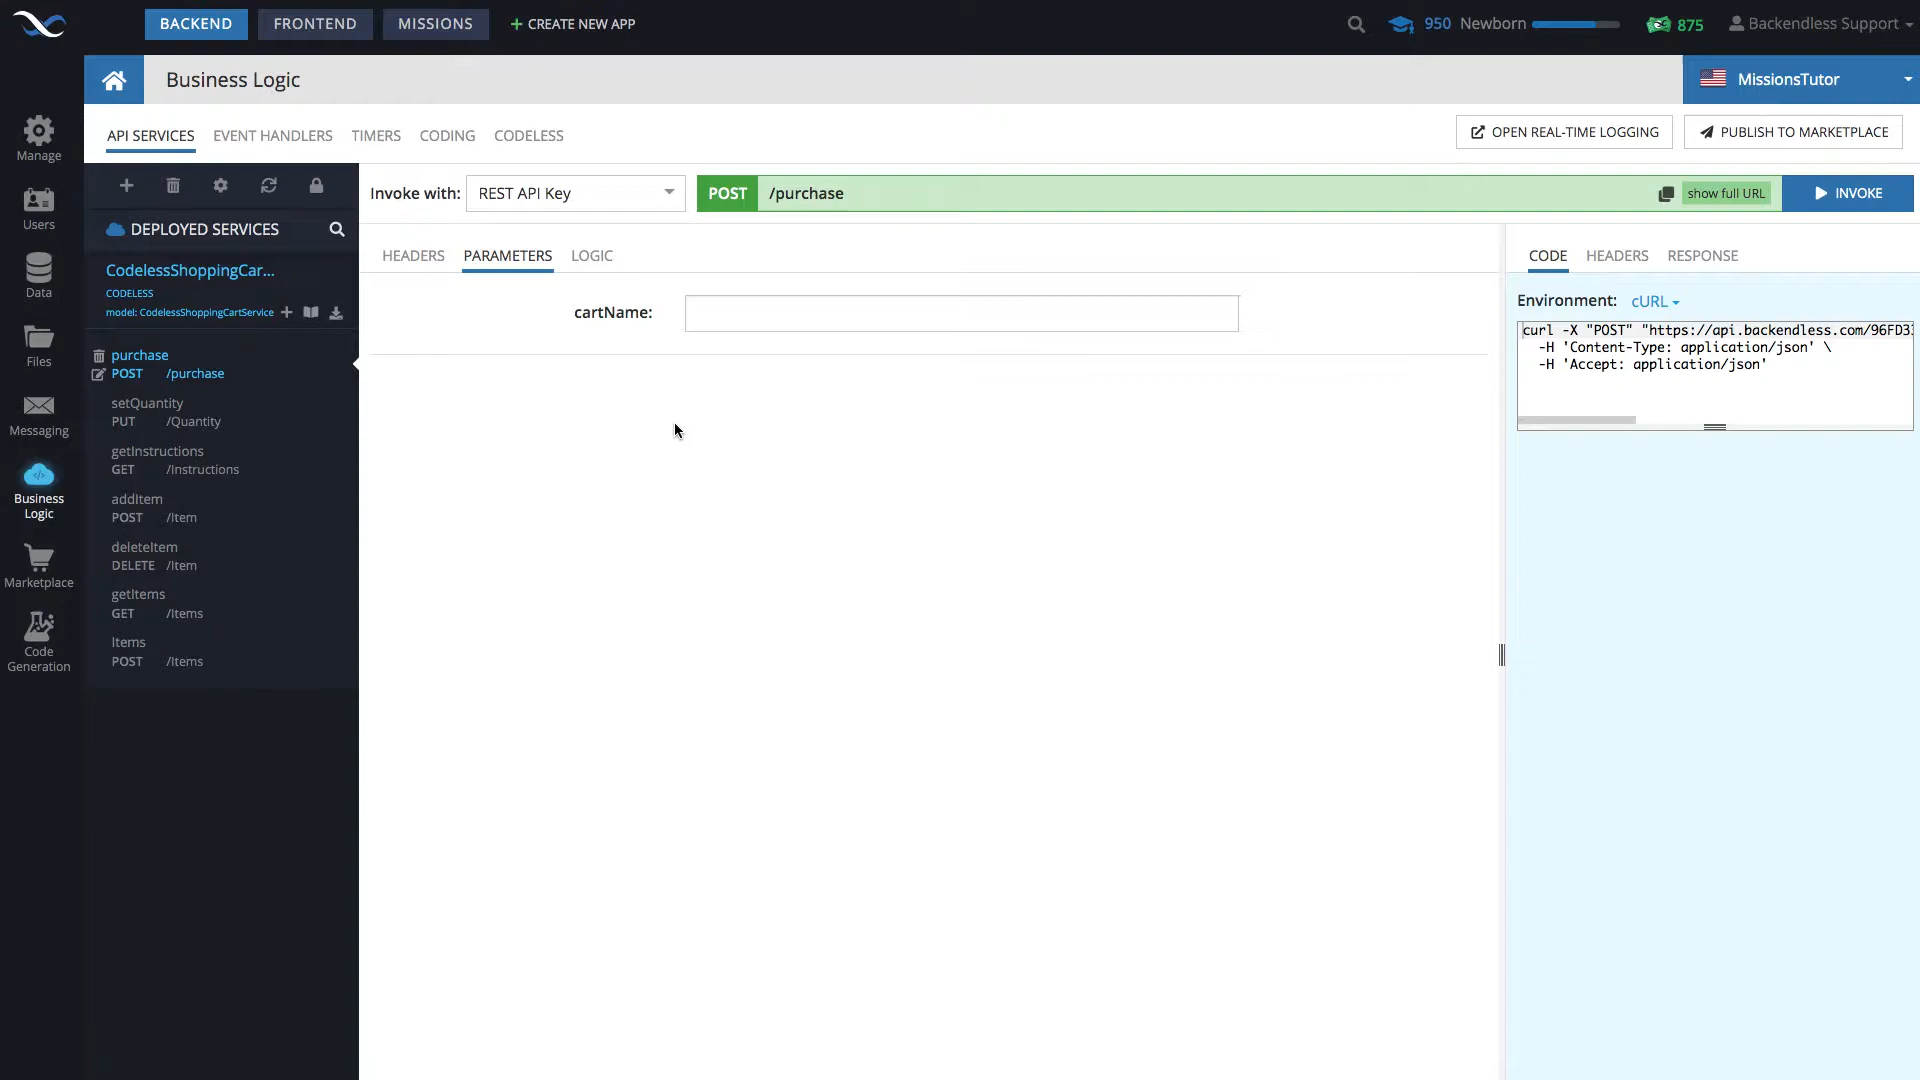 BACKEND FRONTEND MISSIONS + CREATE NEW APP 950 Newborn 875 Backendless Support
Business Logic MissionsTutor
API SERVICES EVENT HANDLERS TIMERS CODING CODELESS OPEN REAL-TIME LOGGING PUBLISH TO MARKETPLACE
Manage
Users
Data
Files
Messaging
Business
Logic
Marketplace
Code
Generation
DEPLOYED SERVICES
CodelessShoppingCar...
CODELESS
model: CodelessShoppingCartService
purchase
POST /purchase
setQuantity
PUT /Quantity
getInstructions
GET /Instructions
addItem
POST /Item
deleteItem
DELETE /Item
getItems
GET /Items
Items
POST /Items
Invoke with: REST API Key POST /purchase show full URL INVOKE
HEADERS PARAMETERS LOGIC
cartName:
CODE HEADERS RESPONSE
Environment: cURL
curl -X "POST" "https://api.backendless.com/96FD33
-H 'Content-Type: application/json' \
-H 'Accept: application/json'